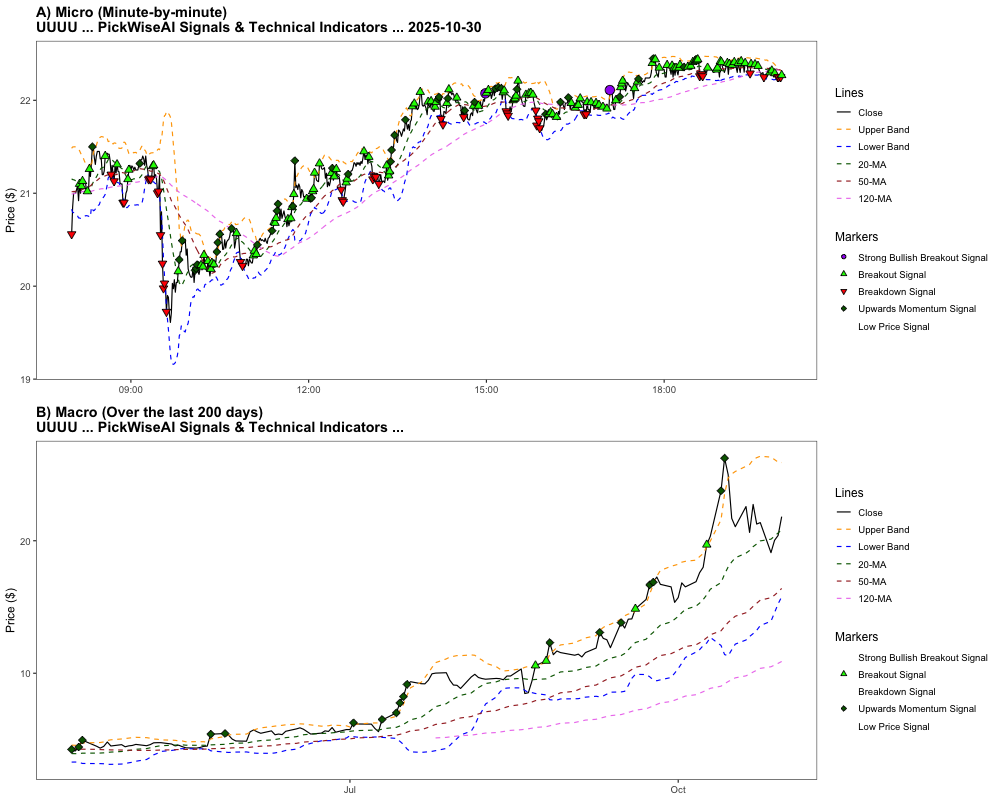 A) Micro (Minute-by-minute)
UUUU ... PickWiseAI Signals & Technical Indicators ... 2025-10-30
Price ($)
22
21
20
19
09:00
12:00
15:00
18:00
Lines
Close
Upper Band
Lower Band
20-MA
50-MA
120-MA
Markers
Strong Bullish Breakout Signal
Breakout Signal
Breakdown Signal
Upwards Momentum Signal
Low Price Signal
B) Macro (Over the last 200 days)
UUUU ... PickWiseAI Signals & Technical Indicators ...
Price ($)
20
10
Jul
Oct
Lines
Close
Upper Band
Lower Band
20-MA
50-MA
120-MA
Markers
Strong Bullish Breakout Signal
Breakout Signal
Breakdown Signal
Upwards Momentum Signal
Low Price Signal